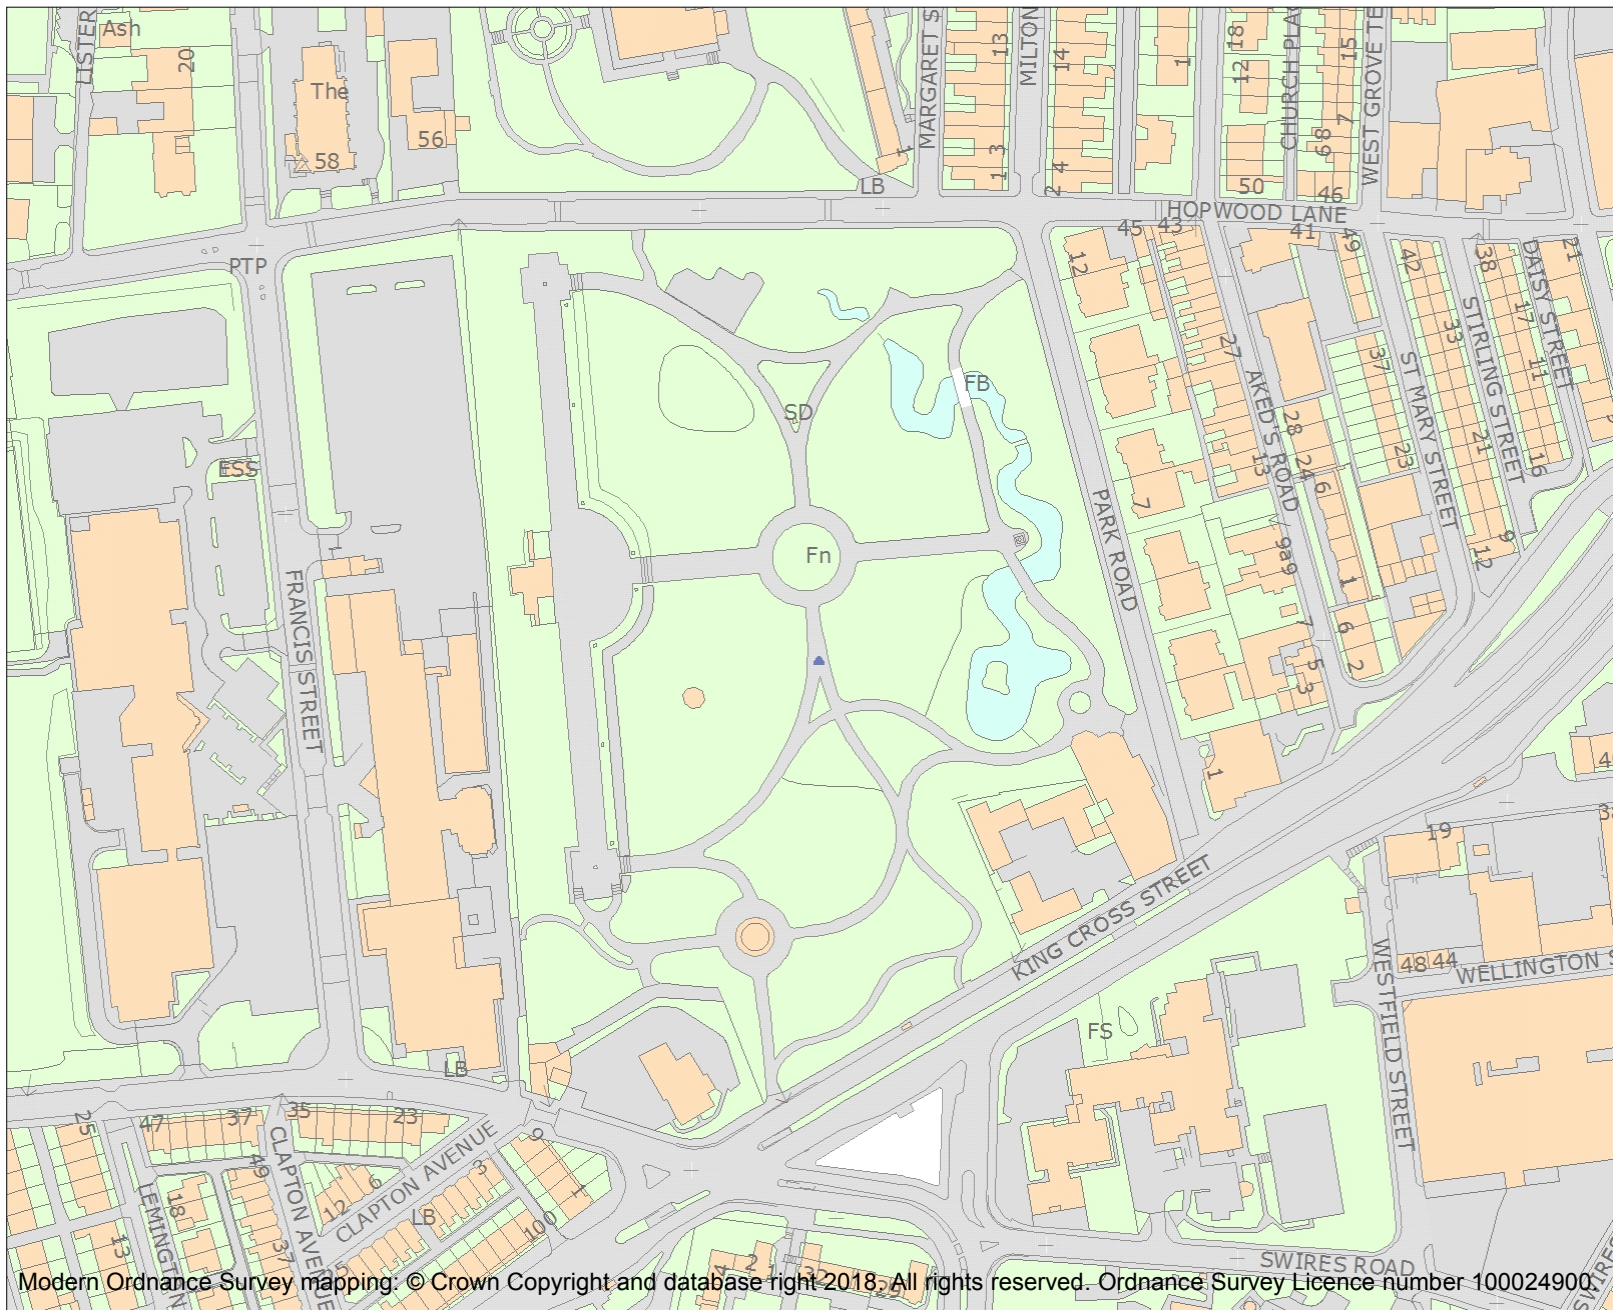 Ash
LISTER
20
The
58
56
LB
1
MARGARET S
13
3
1
MILTON
14
4
2
1
18
12
CHURCH PLA
15
7
68
50
46
WEST GROVE TE
HOPWOOD LANE
45
43
41
49
PTP
12
42
38
DAISY STREET
21
17
11
STIRLING STREET
33
21
16
ST MARY STREET
37
23
27
AKED'S ROAD
28
24
13
6
9a9
1
7
6
2
5
3
9
12
FB
SD
ESS
Fn
7
PARK ROAD
FRANCIS STREET
1
19
KING CROSS STREET
WESTFIELD STREET
48 44
WELLINGTON S
FS
LB
25
47
37
35
23
CLAPTON AVENUE
9
3
1
49
6
12
18
LB
CLAPTON AVENUE
100
13
37
SWIRES ROAD
2
1
32
Modern Ordnance Survey mapping: © Crown Copyright and database right 2018. All rights reserved. Ordnance Survey Licence number 100024900.